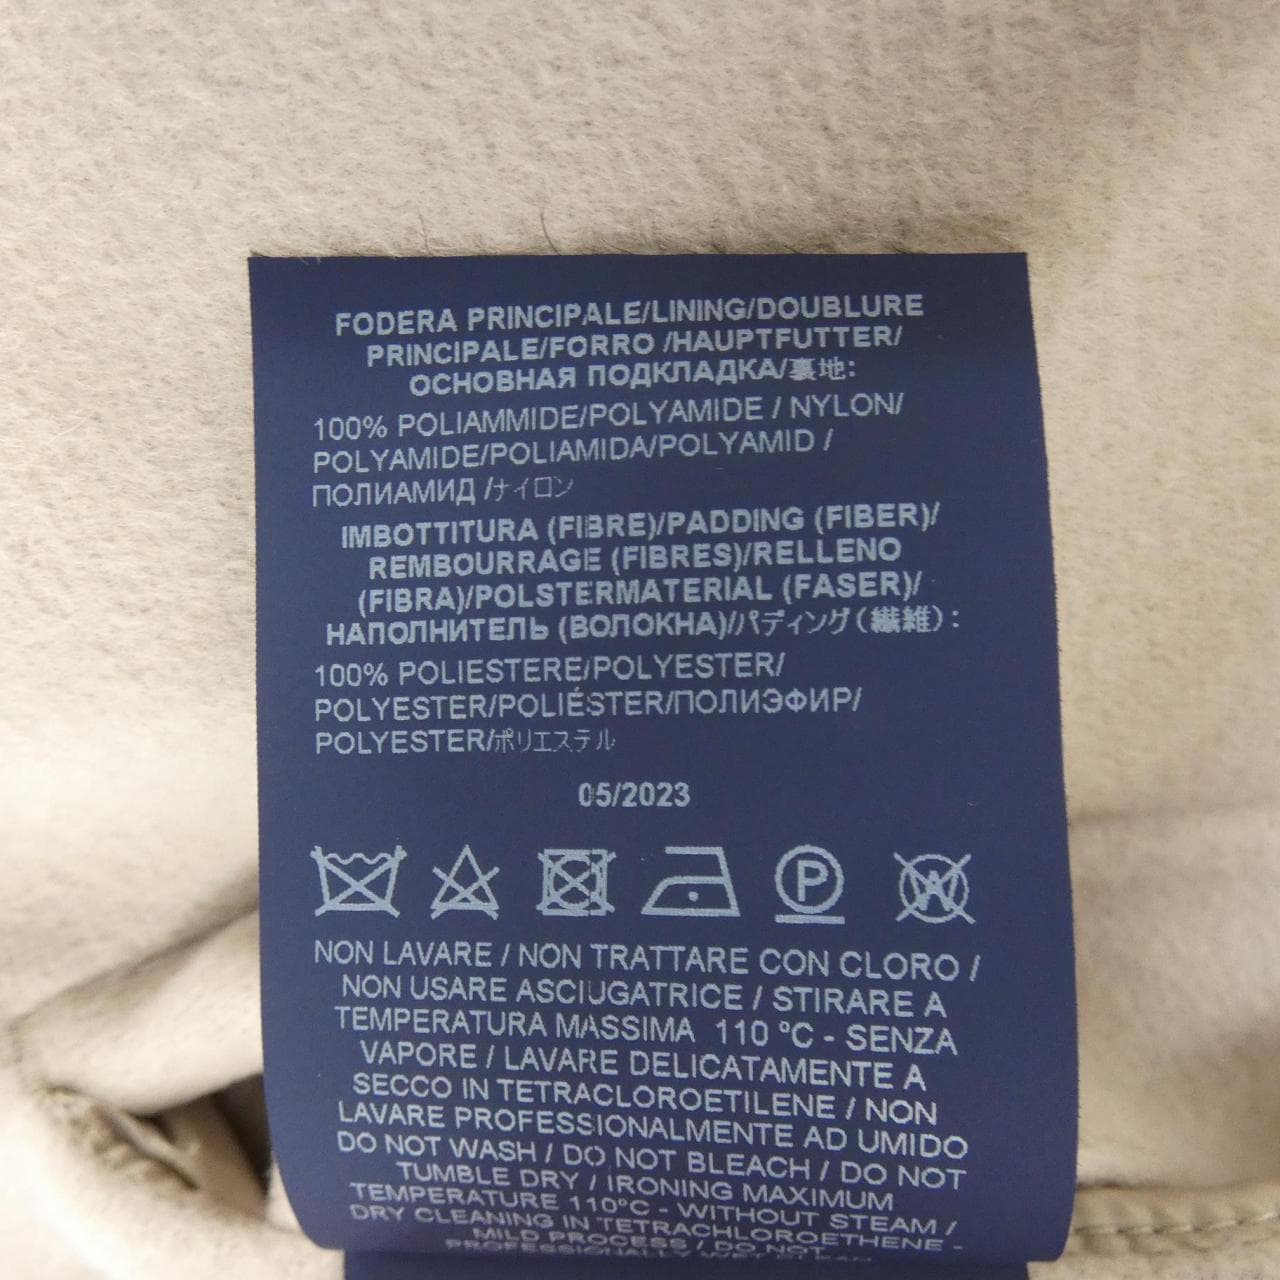 FODERA PRINCIPALE/LINING/DOUBLURE
PRINCIPALE/FORRO /HAUPTFUTTER/
ОСНОВНАЯ ПОДКЛАДКА/裏地:
100% POLIAMMIDE/POLYAMIDE / NYLON/
POLYAMIDE/POLIAMIDA/POLYAMID /
ПОЛИАМИД /ナイロン
IMBOTTITURA (FIBRE)/PADDING (FIBER)/
REMBOURRAGE (FIBRES)/RELLENO
(FIBRA)/POLSTERMATERIAL (FASER)/
НАПОЛНИТЕЛЬ (ВОЛОКНА)/パディング(繊維):
100% POLIESTERE/POLYESTER/
POLYESTER/POLIÉSTER/ПОЛИЭФИР/
POLYESTER/ポリエステル
05/2023
P W
NON LAVARE / NON TRATTARE CON CLORO /
NON USARE ASCIUGATRICE / STIRARE A
TEMPERATURA MASSIMA 110 °C - SENZA
VAPORE / LAVARE DELICATAMENTE A
SECCO IN TETRACLOROETILENE / NON
LAVARE PROFESSIONALMENTE AD UMIDO
DO NOT WASH / DO NOT BLEACH / DO NOT
TUMBLE DRY / IRONING MAXIMUM
TEMPERATURE 110°C - WITHOUT STEAM /
DRY CLEANING IN TETRACHLOROETHENE -
MILD PROCESS / DO NOT
PROFESSIONALLY WET CLEAN